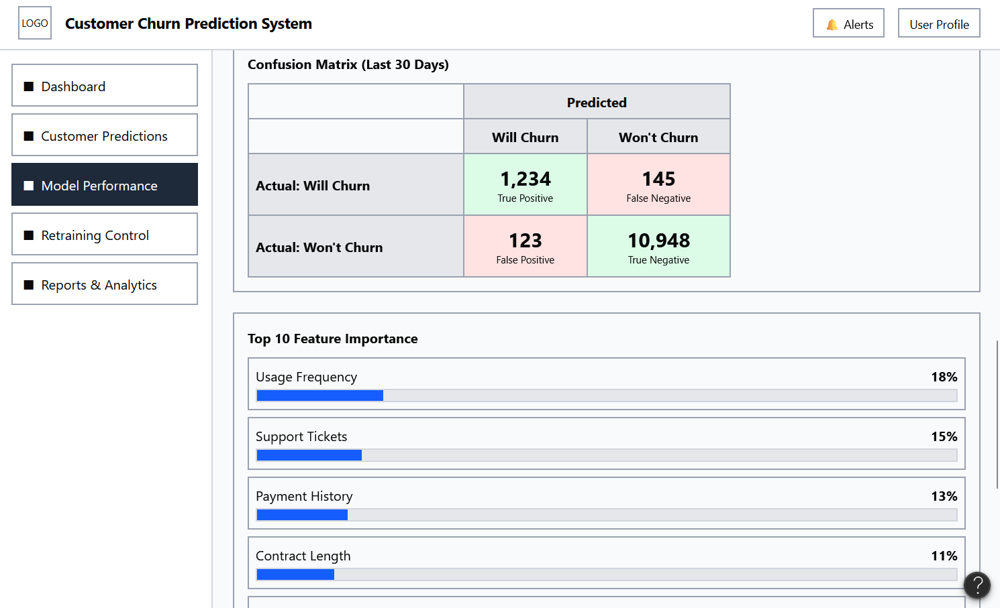 LOGO
Customer Churn Prediction System
Alerts
User Profile
Dashboard
Customer Predictions
Model Performance
Retraining Control
Reports & Analytics
Confusion Matrix (Last 30 Days)
Predicted
Will Churn
Won't Churn
Actual: Will Churn
1,234
True Positive
145
False Negative
Actual: Won't Churn
123
False Positive
10,948
True Negative
Top 10 Feature Importance
Usage Frequency
18%
Support Tickets
15%
Payment History
13%
Contract Length
11%
?